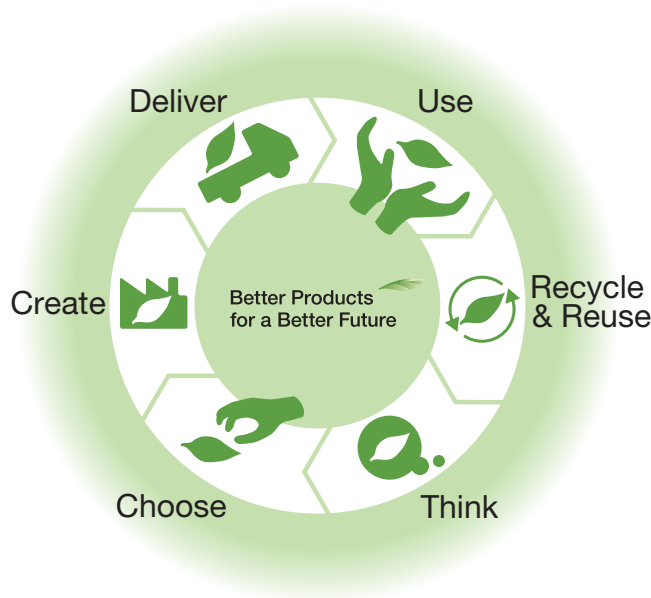 Deliver
Use
Create
Better Products
for a Better Future
Recycle
& Reuse
Choose
Think